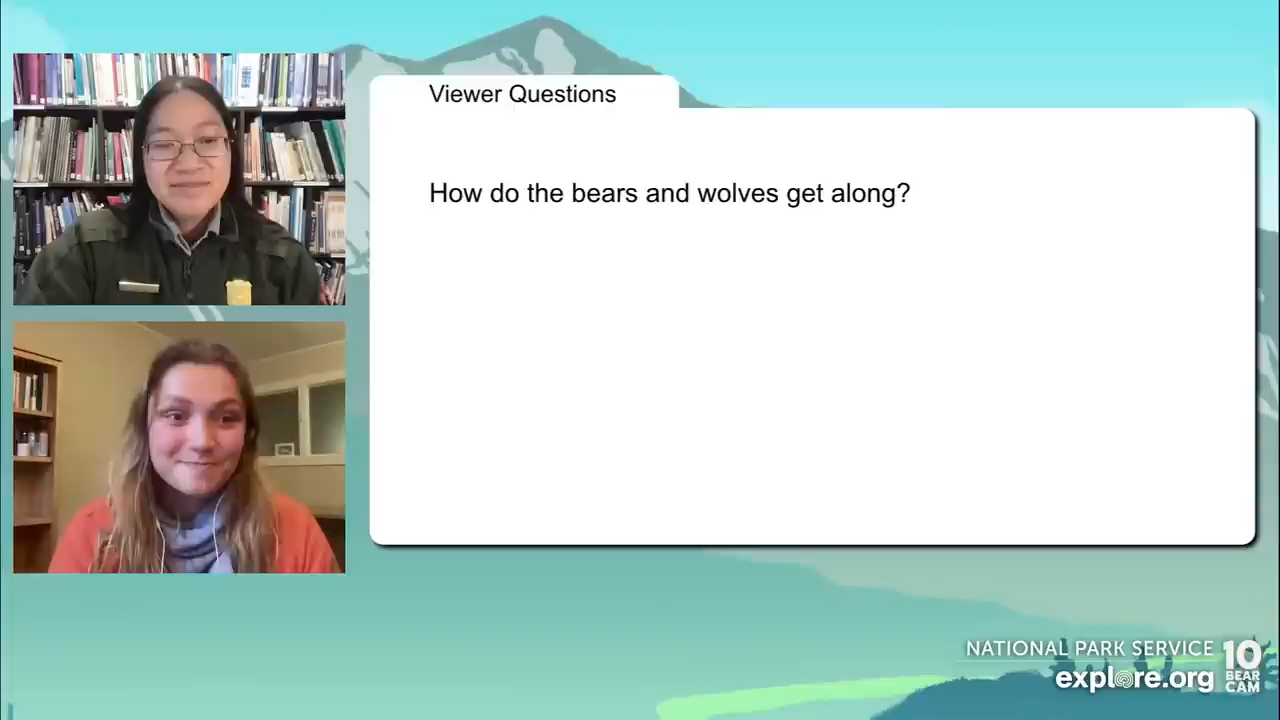 Viewer Questions
How do the bears and wolves get along?
NATIONAL PARK SERVICE
explore.org
10
BEAR
CAM